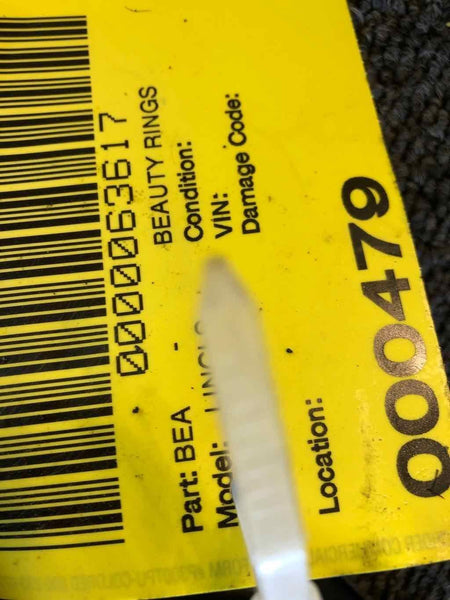 0000063617
Part: BEA - BEAUTY RINGS
Model: Condition:
VIN:
Damage Code:
Location:
Q00479